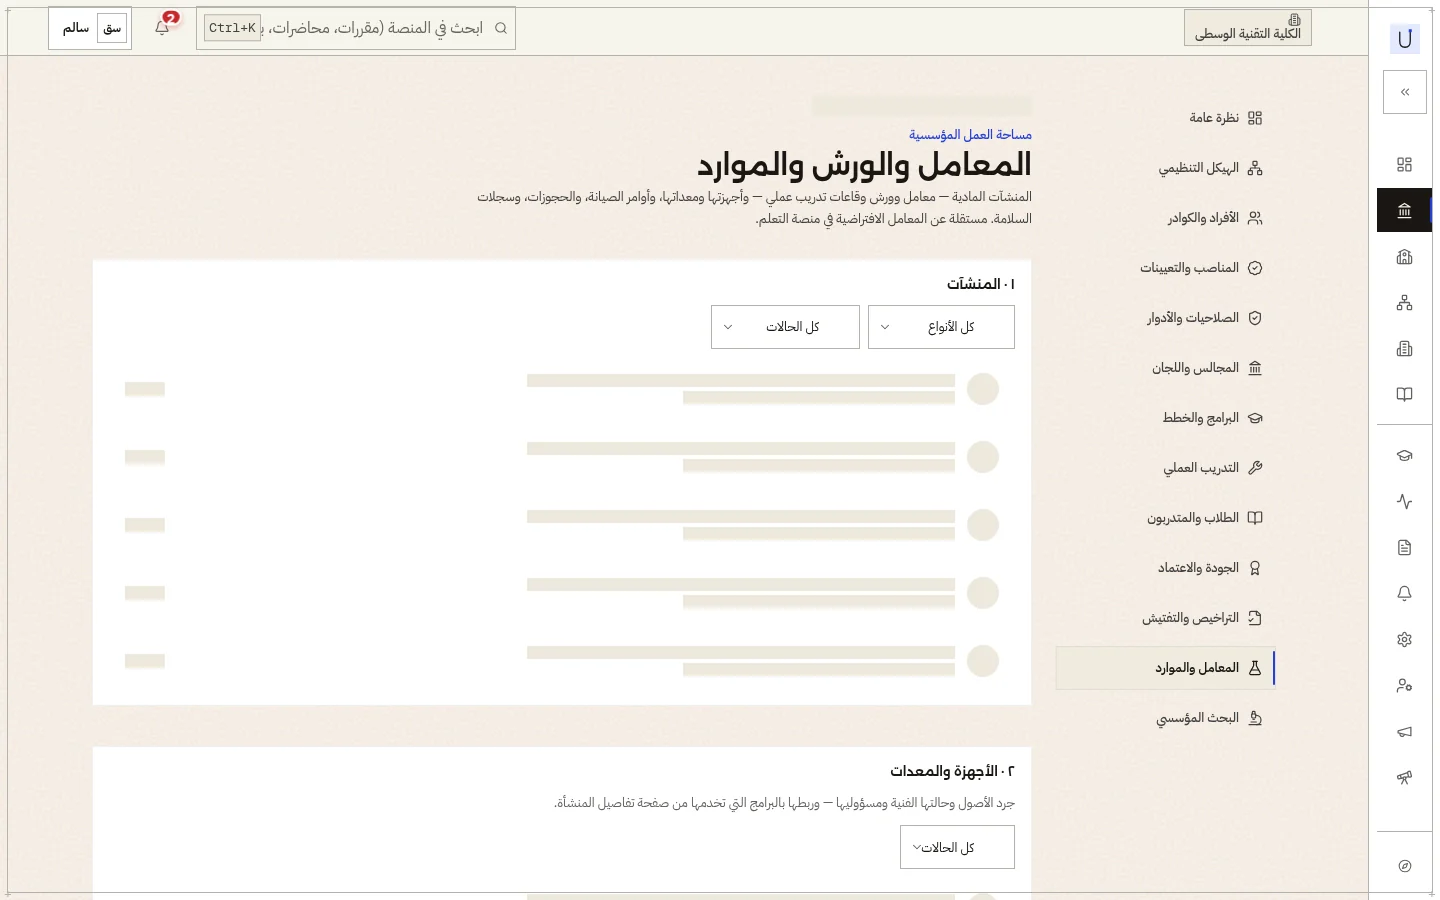 الكلية التقنية الوسطى
ابحث في المنصة (مقررات، محاضرات، ب
Ctrl+K
2
سق
سالم
نظرة عامة
الهيكل التنظيمي
الأفراد والكوادر
المناصب والتعيينات
الصلاحيات والأدوار
المجالس واللجان
البرامج والخطط
التدريب العملي
الطلاب والمتدربون
الجودة والاعتماد
التراخيص والتفتيش
المعامل والموارد
البحث المؤسسي
مساحة العمل المؤسسية
المعامل والورش والموارد
المنشآت المادية — معامل وورش وقاعات تدريب عملي — وأجهزتها ومعداتها، وأوامر الصيانة، والحجوزات، وسجلات
السلامة. مستقلة عن المعامل الافتراضية في منصة التعلم.
٠١ المنشآت
كل الأنواع
كل الحالات
٠٢ الأجهزة والمعدات
جرد الأصول وحالتها الفنية ومسؤوليها — وربطها بالبرامج التي تخدمها من صفحة تفاصيل المنشأة.
كل الحالات